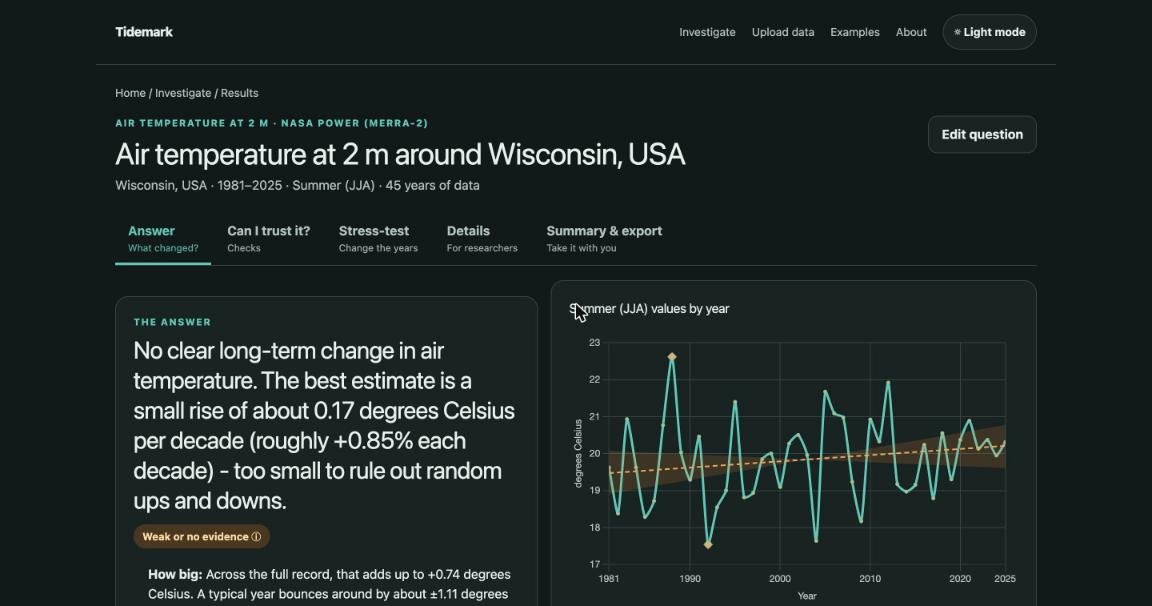 Tidemark
Investigate
Upload data
Examples
About
☼ Light mode
Home / Investigate / Results
AIR TEMPERATURE AT 2 M · NASA POWER (MERRA-2)
Air temperature at 2 m around Wisconsin, USA
Edit question
Wisconsin, USA · 1981–2025 · Summer (JJA) · 45 years of data
Answer
What changed?
Can I trust it?
Checks
Stress-test
Change the years
Details
For researchers
Summary & export
Take it with you
THE ANSWER
No clear long-term change in air
temperature. The best estimate is a
small rise of about 0.17 degrees Celsius
per decade (roughly +0.85% each
decade) - too small to rule out random
ups and downs.
Weak or no evidence ⓘ
How big: Across the full record, that adds up to +0.74 degrees
Celsius. A typical year bounces around by about ±1.11 degrees
Summer (JJA) values by year
23
22
21
20
19
18
17
degrees Celsius
1981
1990
2000
2010
2020
2025
Year